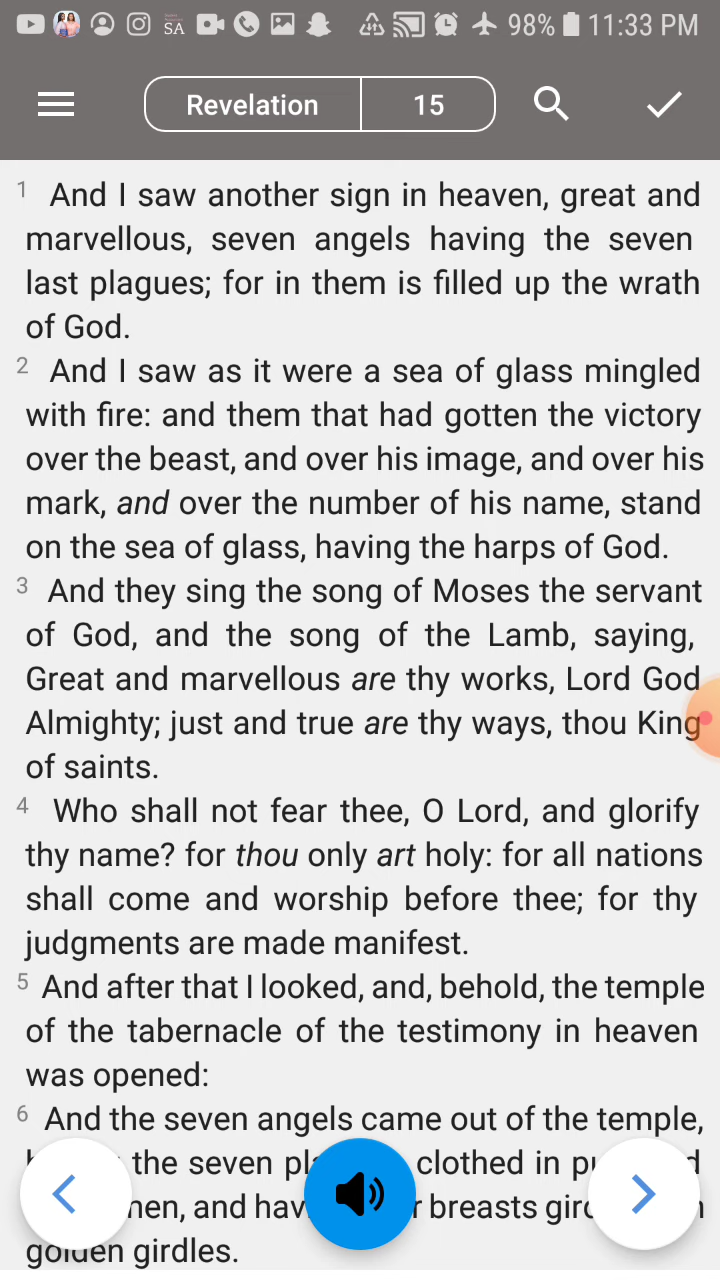 SA 98% 11:33 PM
Revelation 15
1 And I saw another sign in heaven, great and
marvellous, seven angels having the seven
last plagues; for in them is filled up the wrath
of God.
2 And I saw as it were a sea of glass mingled
with fire: and them that had gotten the victory
over the beast, and over his image, and over his
mark, and over the number of his name, stand
on the sea of glass, having the harps of God.
3 And they sing the song of Moses the servant
of God, and the song of the Lamb, saying,
Great and marvellous are thy works, Lord God
Almighty; just and true are thy ways, thou King
of saints.
4 Who shall not fear thee, O Lord, and glorify
thy name? for thou only art holy: for all nations
shall come and worship before thee; for thy
judgments are made manifest.
5 And after that I looked, and, behold, the temple
of the tabernacle of the testimony in heaven
was opened:
6 And the seven angels came out of the temple,
the seven clothed in
and breasts
golden girdles.